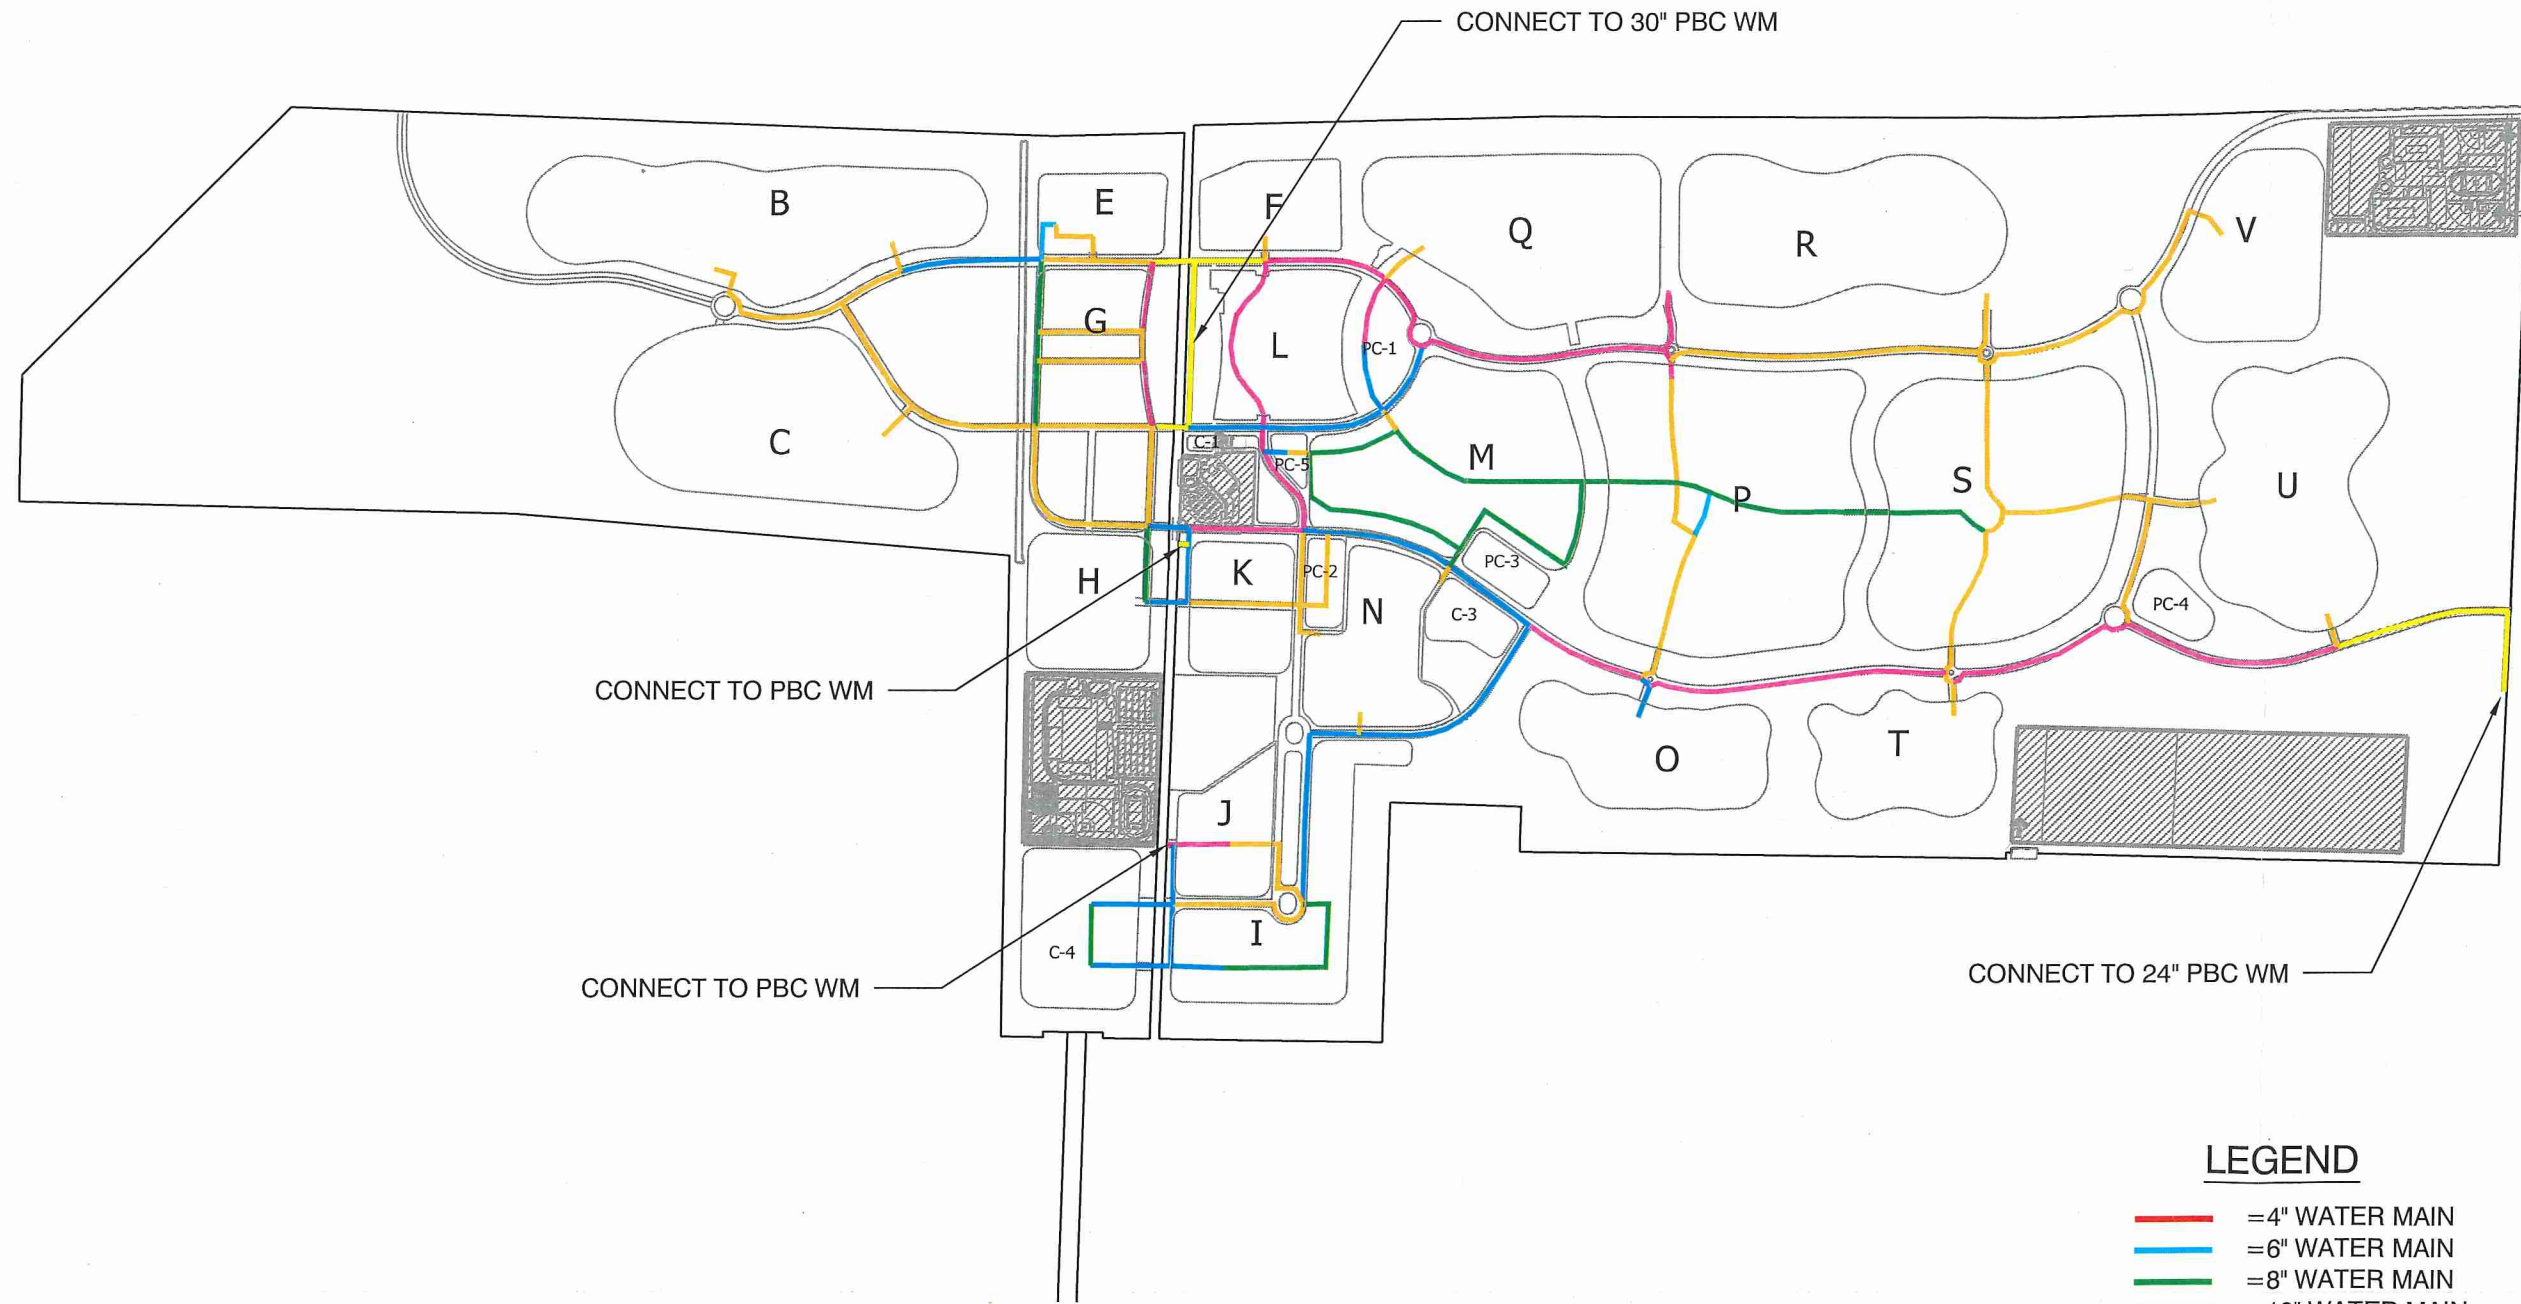 CONNECT TO 30" PBC WM
B
E
F
Q
R
V
G
L
PC-1
C
C-1
PC-5
M
P
S
U
H
K
PC-2
PC-3
N
C-3
PC-4
CONNECT TO PBC WM
O
T
J
I
C-4
CONNECT TO PBC WM
CONNECT TO 24" PBC WM
LEGEND
=4" WATER MAIN
=6" WATER MAIN
=8" WATER MAIN
WATER MAIN